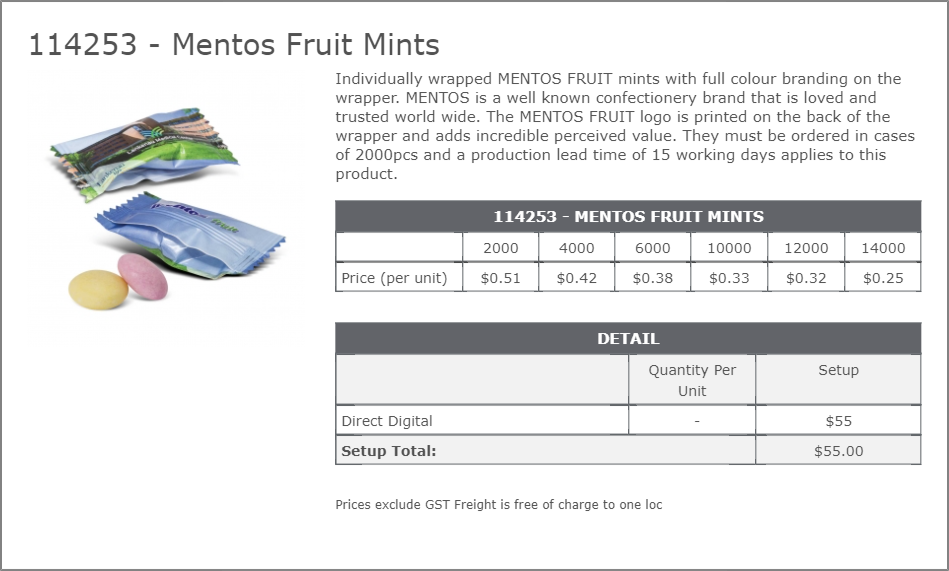 114253 - Mentos Fruit Mints
Individually wrapped MENTOS FRUIT mints with full colour branding on the
wrapper. MENTOS is a well known confectionery brand that is loved and
trusted world wide. The MENTOS FRUIT logo is printed on the back of the
wrapper and adds incredible perceived value. They must be ordered in cases
of 2000pcs and a production lead time of 15 working days applies to this
product.
114253 - MENTOS FRUIT MINTS
2000 4000 6000 10000 12000 14000
Price (per unit) $0.51 $0.42 $0.38 $0.33 $0.32 $0.25
DETAIL
Quantity Per
Unit
Setup
Direct Digital - $55
Setup Total: $55.00
Prices exclude GST Freight is free of charge to one loc
mentos fruit